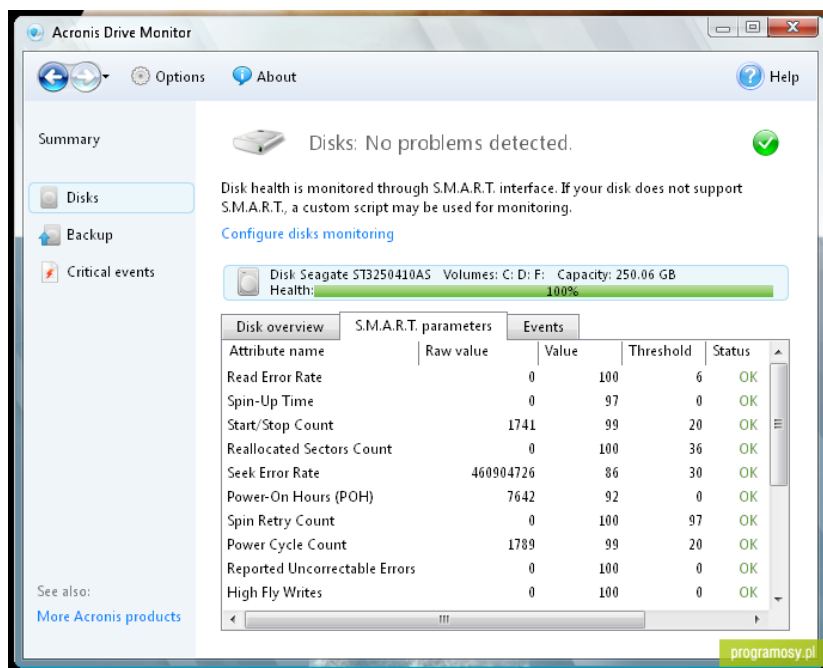 Acronis Drive Monitor
Options About Help
Summary
Disks
Backup
Critical events
See also:
More Acronis products
Disks: No problems detected.
Disk health is monitored through S.M.A.R.T. interface. If your disk does not support
S.M.A.R.T., a custom script may be used for monitoring.
Configure disks monitoring
Disk Seagate ST3250410AS Volumes: C: D: F: Capacity: 250.06 GB
Health: 100%
Disk overview S.M.A.R.T. parameters Events
Attribute name Raw value Value Threshold Status
Read Error Rate 0 100 6 OK
Spin-Up Time 0 97 0 OK
Start/Stop Count 1741 99 20 OK
Reallocated Sectors Count 0 100 36 OK
Seek Error Rate 460904726 86 30 OK
Power-On Hours (POH) 7642 92 0 OK
Spin Retry Count 0 100 97 OK
Power Cycle Count 1789 99 20 OK
Reported Uncorrectable Errors 0 100 0 OK
High Fly Writes 0 100 0 OK
programosy.pl